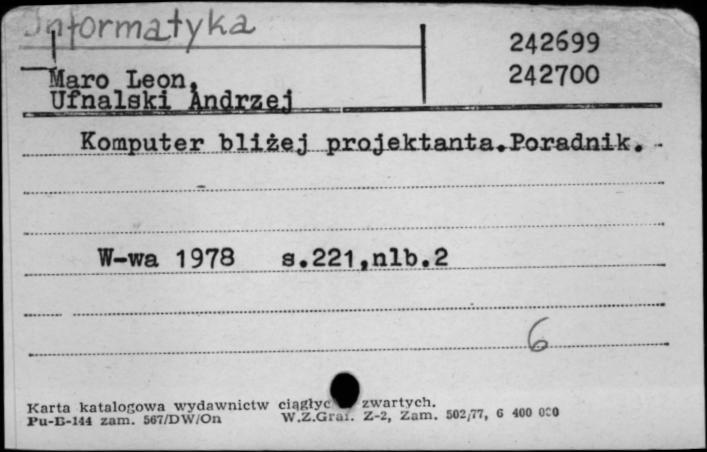 Informatyka
242699
Maro Leon,
242700
Ufnalski Andrzej
Komputer bliżej projektanta.Poradnik. -
W-wa 1978 s.221,nlb.2
6
Karta katalogowa wydawnictw ciągłyc zwartych.
Pu-B-144 zam. 567/DW/On W.Z.Graf. Z-2, Zam. 502/77, 6 400 000